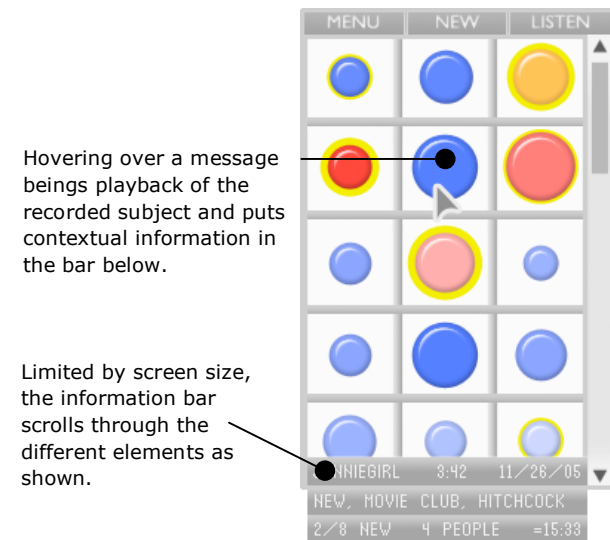 MENU NEW LISTEN
Hovering over a message
beings playback of the
recorded subject and puts
contextual information in
the bar below.
Limited by screen size,
the information bar
scrolls through the
different elements as
shown.
3:42 11/26/05
NEW, MOVIE CLUB, HITCHCOCK
2/8 NEW 4 PEOPLE =15:33